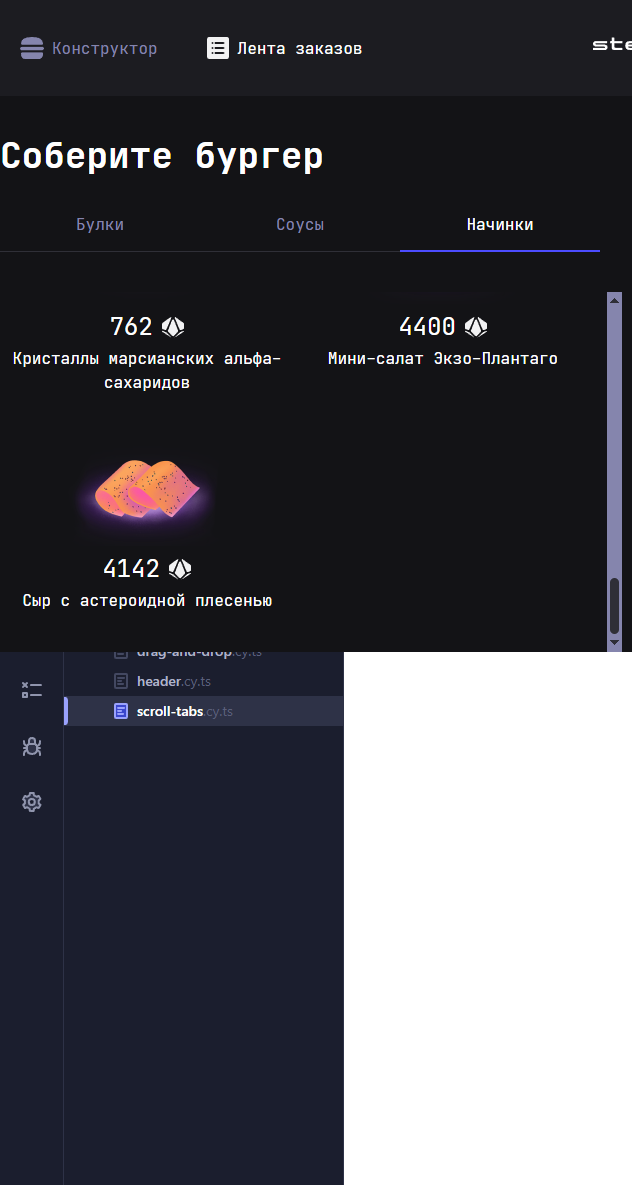 Конструктор
Лента заказов
ste
Соберите бургер
Булки
Соусы
Начинки
762
4400
Кристаллы марсианских альфа-
сахаридов
Мини-салат Экзо-Плантаго
4142
Сыр с астероидной плесенью
drag-and-drop.cy.ts
header.cy.ts
scroll-tabs.cy.ts